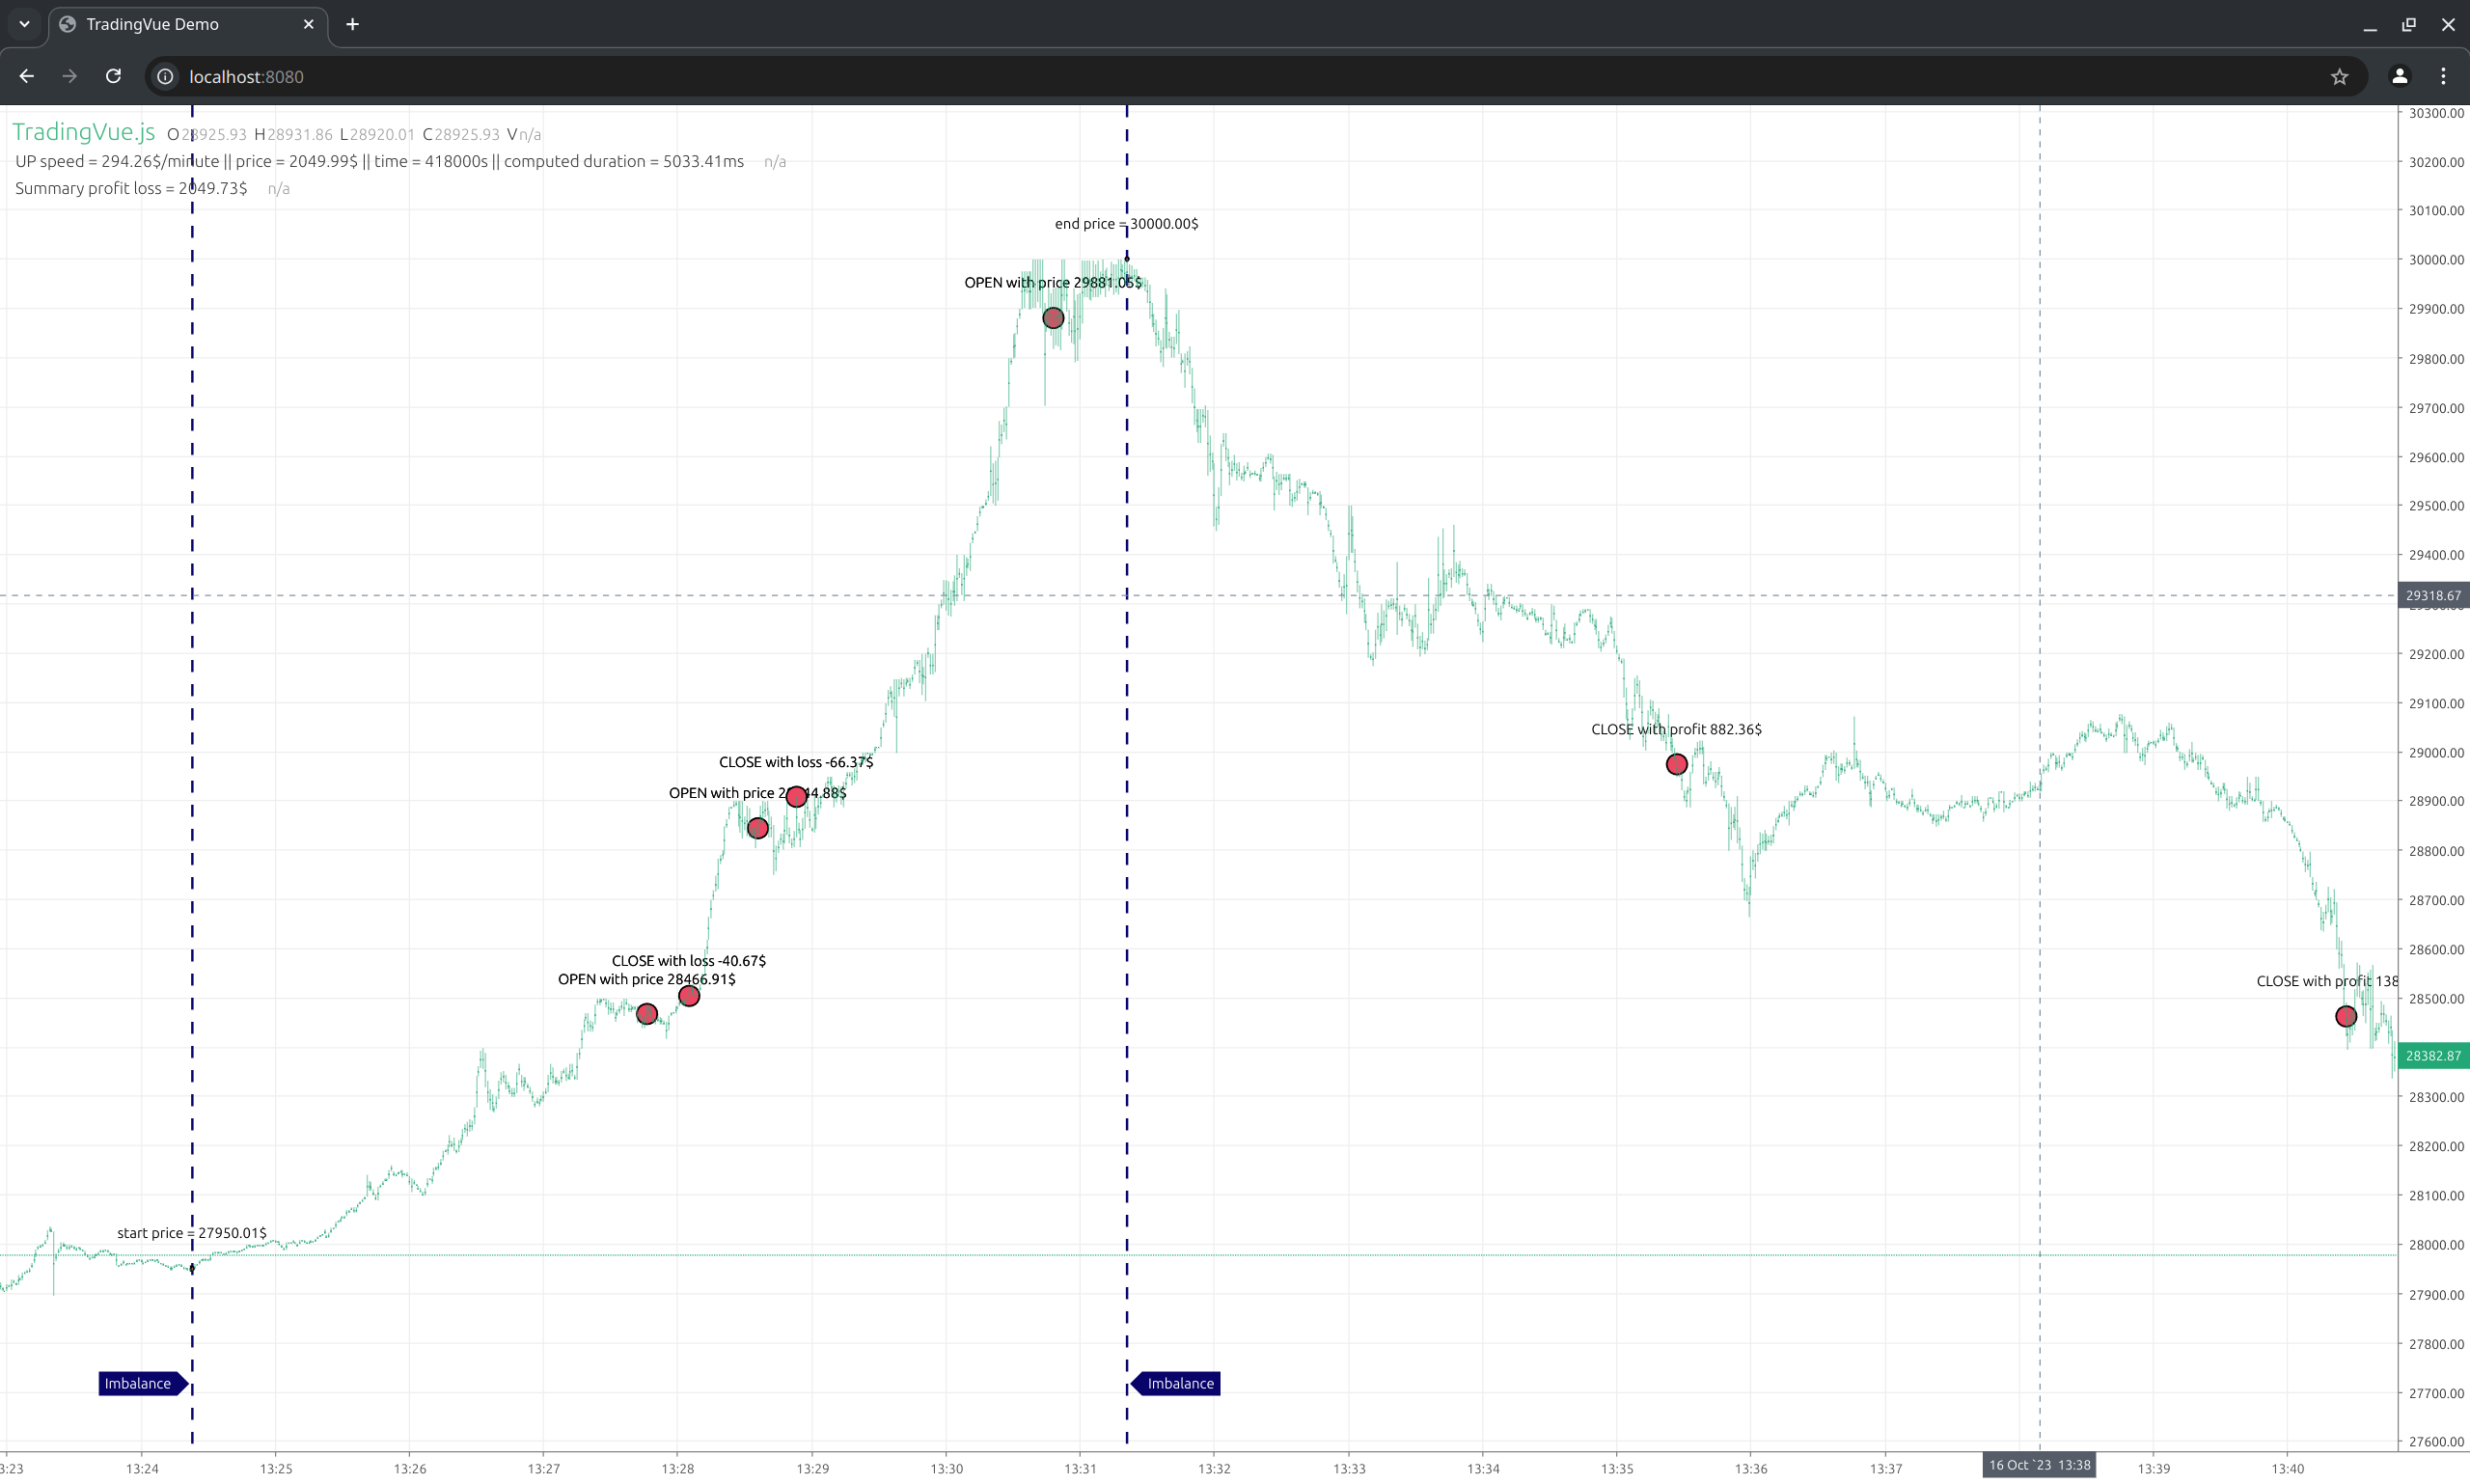 TradingVue Demo
localhost:8080
TradingVue.js O28925.93 H28931.86 L28920.01 C28925.93 Vn/a
UP speed = 294.26$/minute || price = 2049.99$ || time = 418000s || computed duration = 5033.41ms n/a
Summary profit loss = 2049.73$ n/a
end price = 30000.00$
OPEN with price 29881.05$
CLOSE with profit 882.36$
CLOSE with loss -66.37$
OPEN with price
CLOSE with loss -40.67$
OPEN with price 28466.91$
CLOSE with profit 138
start price = 27950.01$
Imbalance
Imbalance
30300.00
30200.00
30100.00
30000.00
29900.00
29800.00
29700.00
29600.00
29500.00
29400.00
29318.67
29200.00
29100.00
29000.00
28900.00
28800.00
28700.00
28600.00
28500.00
28382.87
28300.00
28200.00
28100.00
28000.00
27900.00
27800.00
27700.00
27600.00
3:23 13:24 13:25 13:26 13:27 13:28 13:29 13:30 13:31 13:32 13:33 13:34 13:35 13:36 13:37 16 Oct `23 13:38 13:39 13:40